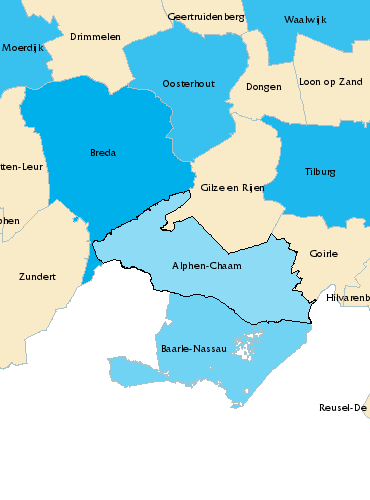 Geertruidenberg
Waalwijk
Drimmelen
Moerdijk
Oosterhout
Loon op Zand
Dongen
Breda
tten-Leur
Tilburg
Gilze en Rijen
phen
Goirle
Alphen-Chaam
Zundert
Hilvarenb
Baarle-Nassau
Reusel-De